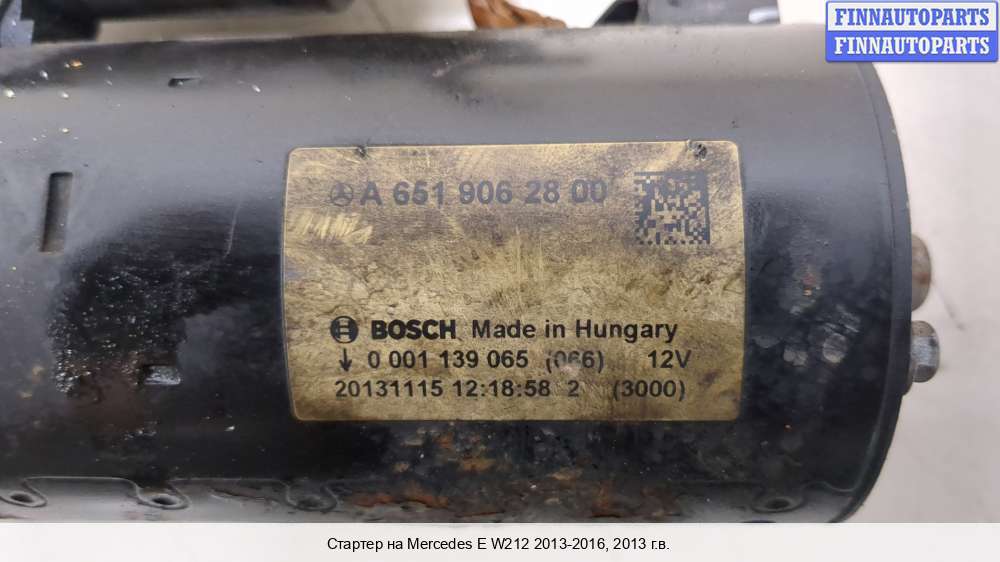 FINNAUTOPARTS
FINNAUTOPARTS
A 651 906 28 00
BOSCH Made in Hungary
↓ 0 001 139 065 (066) 12V
20131115 12:18:58 2 (3000)
Стартер на Mercedes E W212 2013-2016, 2013 г.в.